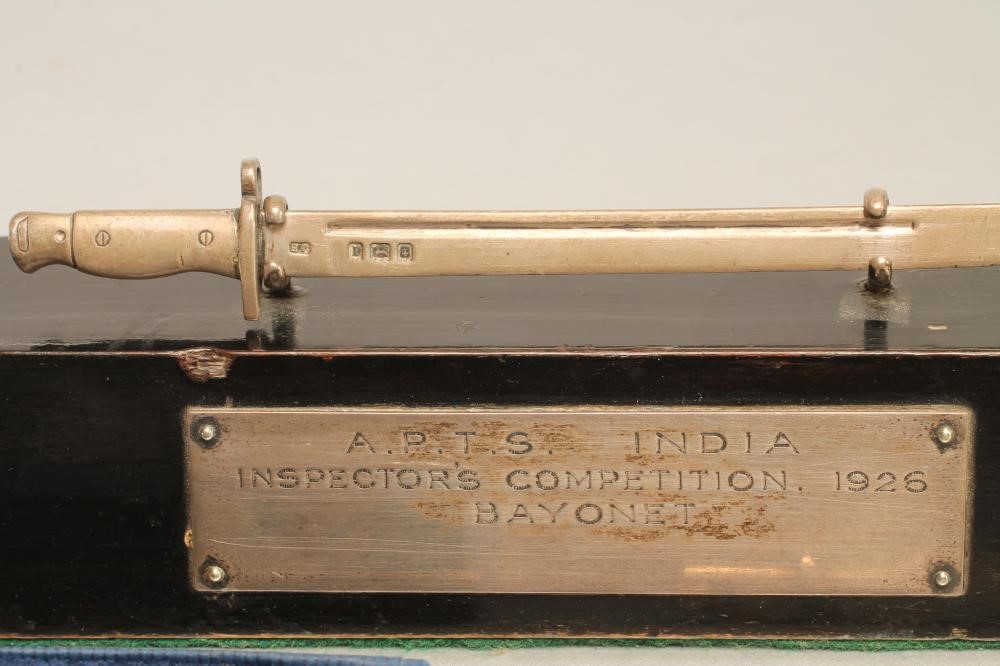 A.P.T.S. INDIA
INSPECTOR'S COMPETITION. 1926
BAYONET